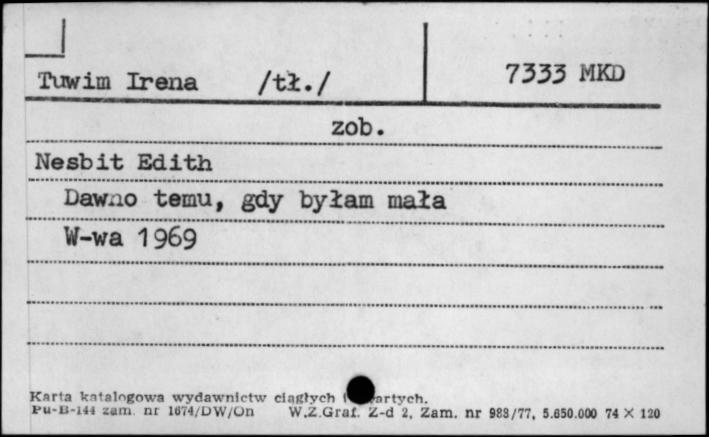 Tuwim Irena /tł./ 7333 MKD
zob.
Nesbit Edith
Dawno temu, gdy byłam mała
W-wa 1969
Karta katalogowa wydawnictw ciągłych
Pu-B-144 zam. nr 1674/DW/On W.Z.Graf. Z-d 2, Zam. nr 988/77, 5.650.000 74 X 120